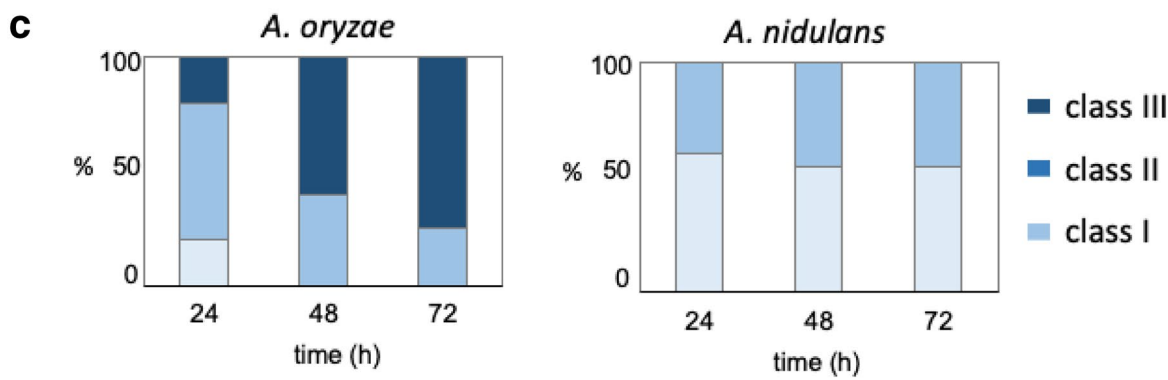 c
A. oryzae
100
% 50
0
24 48 72
time (h)
A. nidulans
100
% 50
0
24 48 72
time (h)
class III
class II
class I